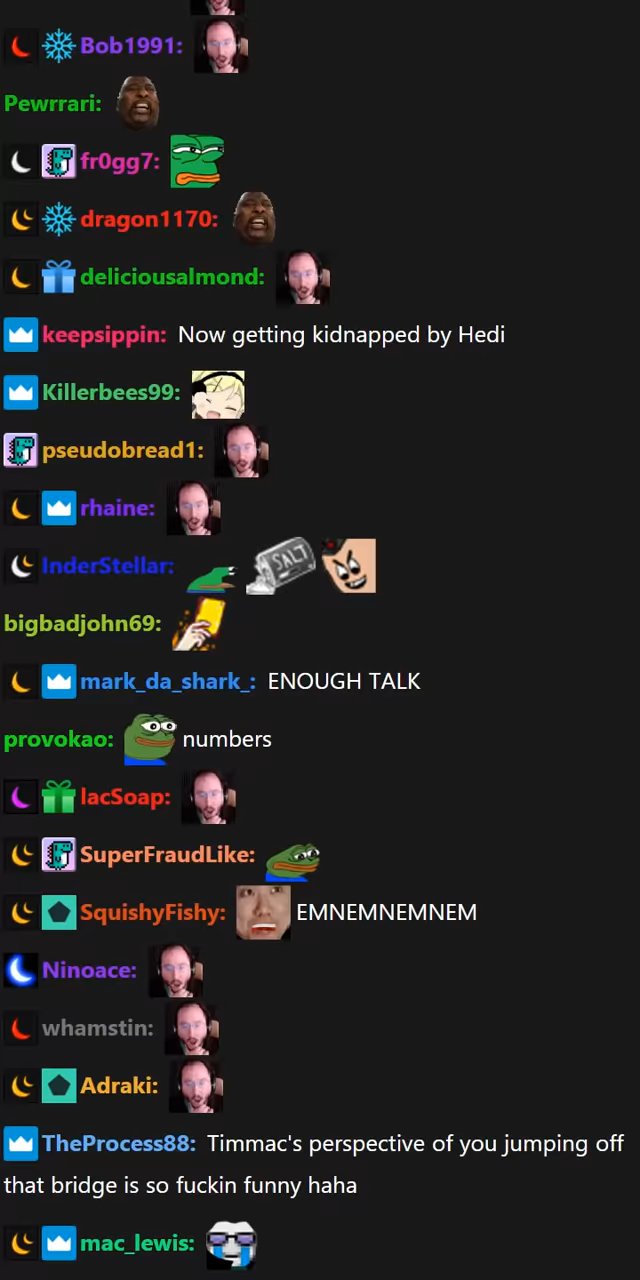 Bob1991:
Pewrrari:
fr0gg7:
dragon1170:
deliciousalmond:
keepsippin: Now getting kidnapped by Hedi
Killerbees99:
pseudobread1:
rhaine:
InderStellar: SALT
bigbadjohn69:
mark_da_shark_: ENOUGH TALK
provokao: numbers
lacSoap:
SuperFraudLike:
SquishyFishy: EMNEMNEMNEM
Ninoace:
whamstin:
Adraki:
TheProcess88: Timmac's perspective of you jumping off
that bridge is so fuckin funny haha
mac_lewis: